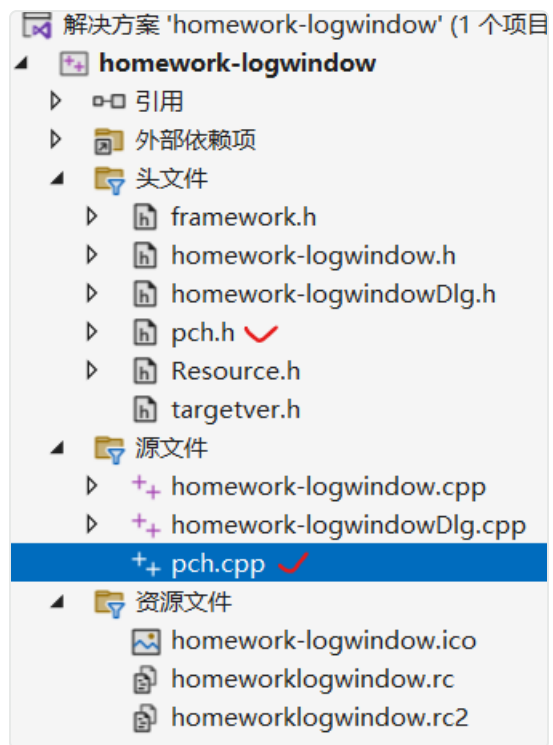 解决方案 'homework-logwindow' (1 个项目
homework-logwindow
引用
外部依赖项
头文件
framework.h
homework-logwindow.h
homework-logwindowDlg.h
pch.h
Resource.h
targetver.h
源文件
homework-logwindow.cpp
homework-logwindowDlg.cpp
pch.cpp
资源文件
homework-logwindow.ico
homeworklogwindow.rc
homeworklogwindow.rc2